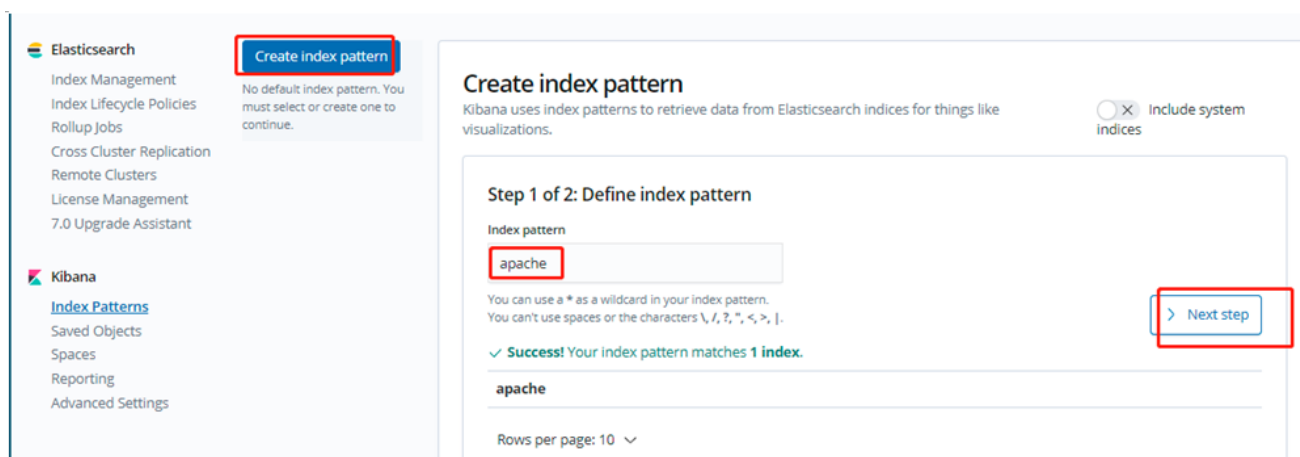 Elasticsearch
Index Management
Index Lifecycle Policies
Rollup Jobs
Cross Cluster Replication
Remote Clusters
License Management
7.0 Upgrade Assistant
Kibana
Index Patterns
Saved Objects
Spaces
Reporting
Advanced Settings
Create index pattern
No default index pattern. You
must select or create one to
continue.
Create index pattern
Kibana uses index patterns to retrieve data from Elasticsearch indices for things like
visualizations.
Include system
indices
Step 1 of 2: Define index pattern
Index pattern
apache
You can use a * as a wildcard in your index pattern.
You can't use spaces or the characters \, /, ?, ", <, >, |.
Next step
Success! Your index pattern matches 1 index.
apache
Rows per page: 10